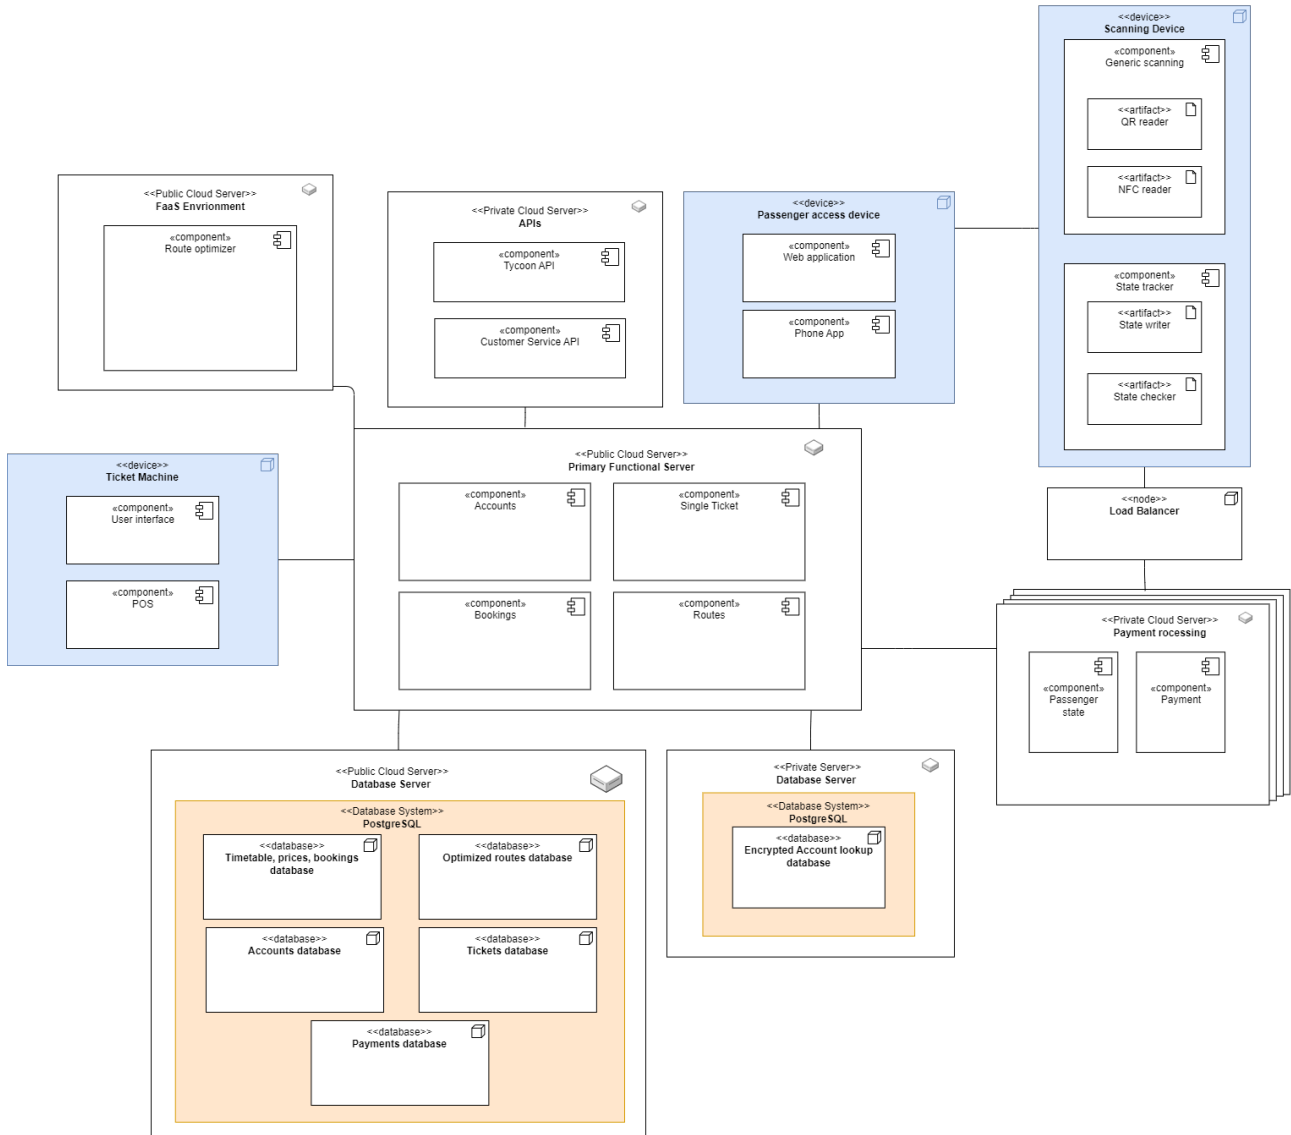 <<device>>
Scanning Device
«component»
Generic scanning
<<artifact>>
QR reader
<<artifact>>
NFC reader
«component»
State tracker
<<artifact>>
State writer
<<artifact>>
State checker
<<Public Cloud Server>>
FaaS Envrionment
«component»
Route optimizer
<<Private Cloud Server>>
APIs
«component»
Tycoon API
«component»
Customer Service API
<<device>>
Passenger access device
«component»
Web application
«component»
Phone App
<<device>>
Ticket Machine
«component»
User interface
«component»
POS
<<Public Cloud Server>>
Primary Functional Server
«component»
Accounts
«component»
Single Ticket
«component»
Bookings
«component»
Routes
<<node>>
Load Balancer
<<Private Cloud Server>>
Payment rocessing
«component»
Passenger
state
«component»
Payment
<<Public Cloud Server>>
Database Server
<<Database System>>
PostgreSQL
<<database>>
Timetable, prices, bookings
database
<<database>>
Optimized routes database
<<database>>
Accounts database
<<database>>
Tickets database
<<database>>
Payments database
<<Private Server>>
Database Server
<<Database System>>
PostgreSQL
<<database>>
Encrypted Account lookup
database